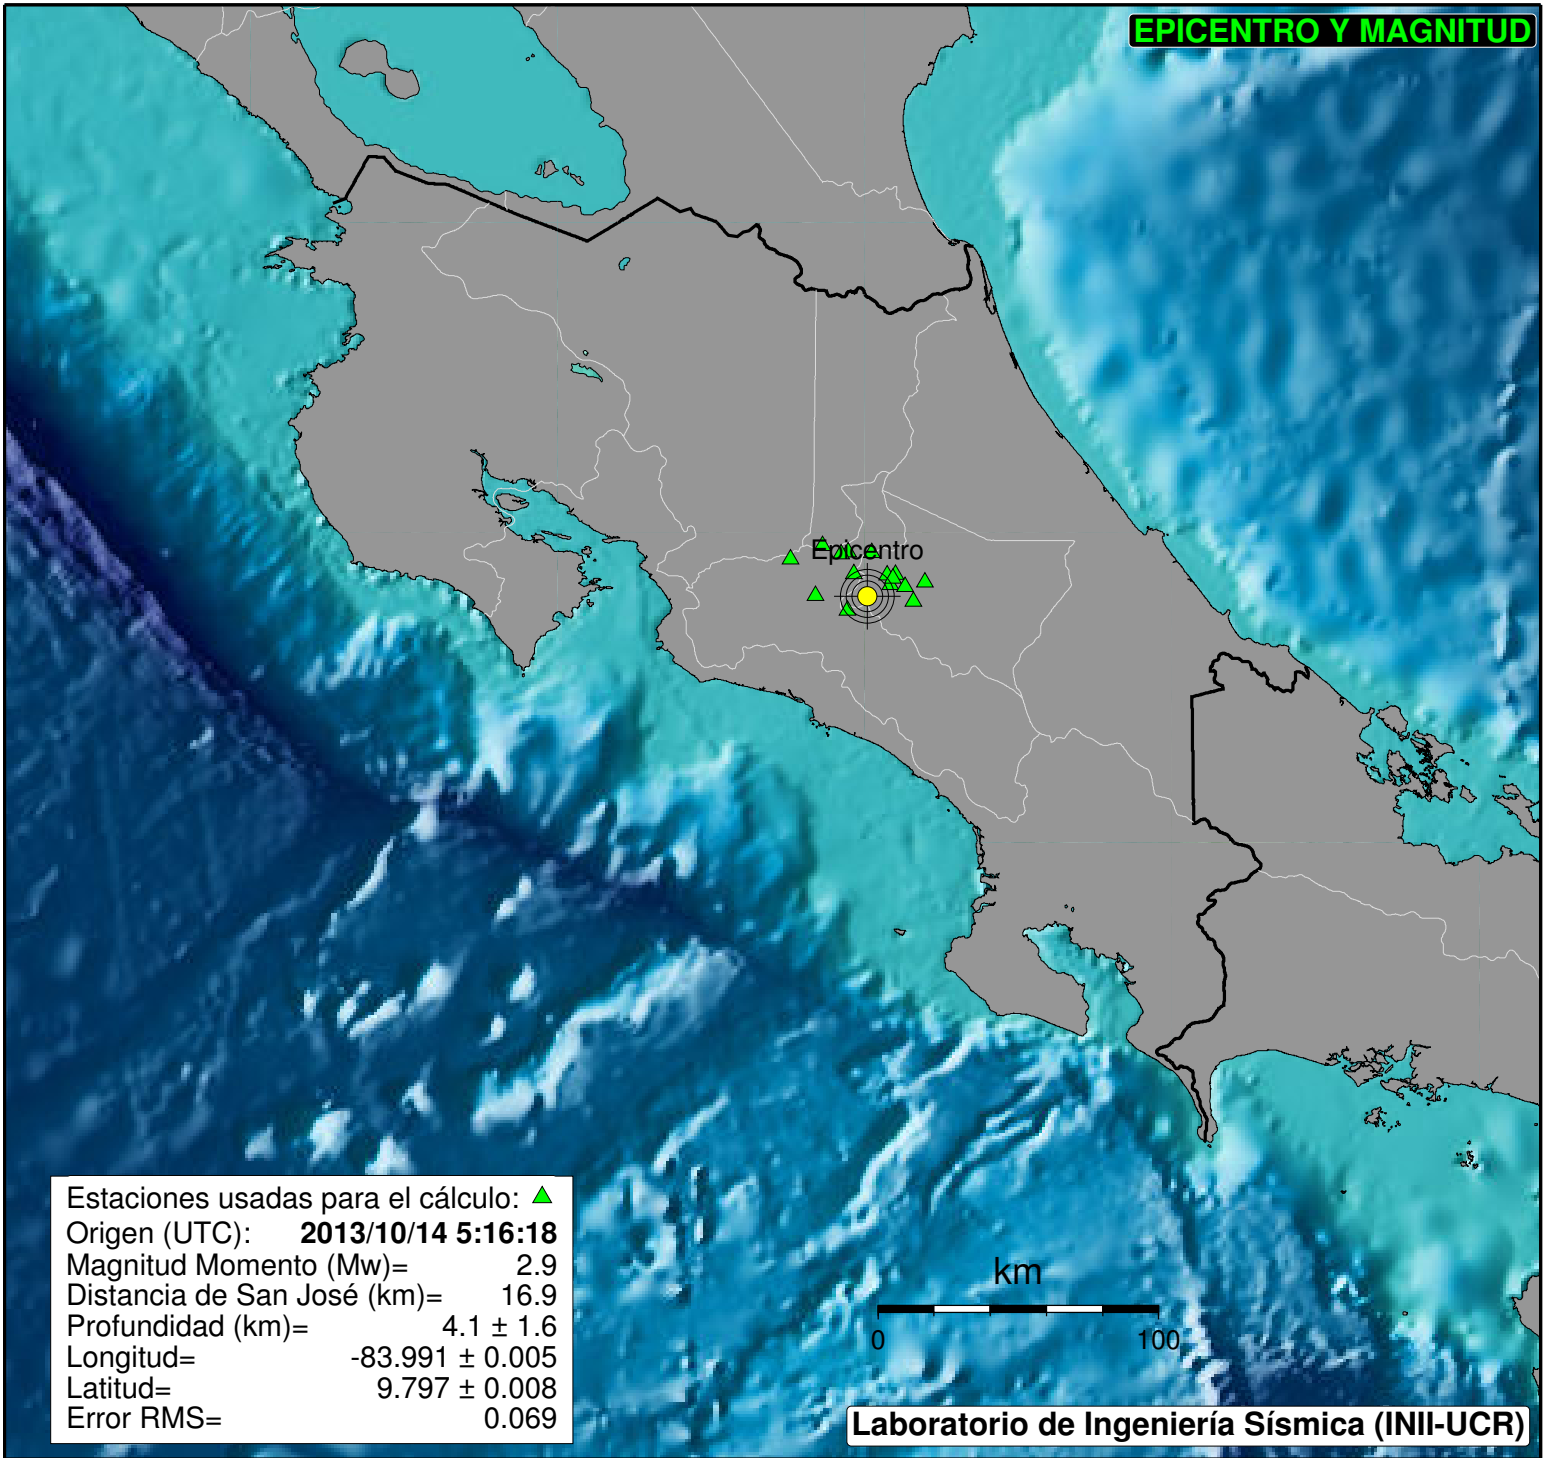 EPICENTRO Y MAGNITUD
Epicentro
Estaciones usadas para el cálculo:
Origen (UTC): 2013/10/14 5:16:18
Magnitud Momento (Mw)= 2.9
Distancia de San José (km)= 16.9
Profundidad (km)= 4.1 ± 1.6
Longitud= -83.991 ± 0.005
Latitud= 9.797 ± 0.008
Error RMS= 0.069
km
0 100
Laboratorio de Ingeniería Sísmica (INII-UCR)